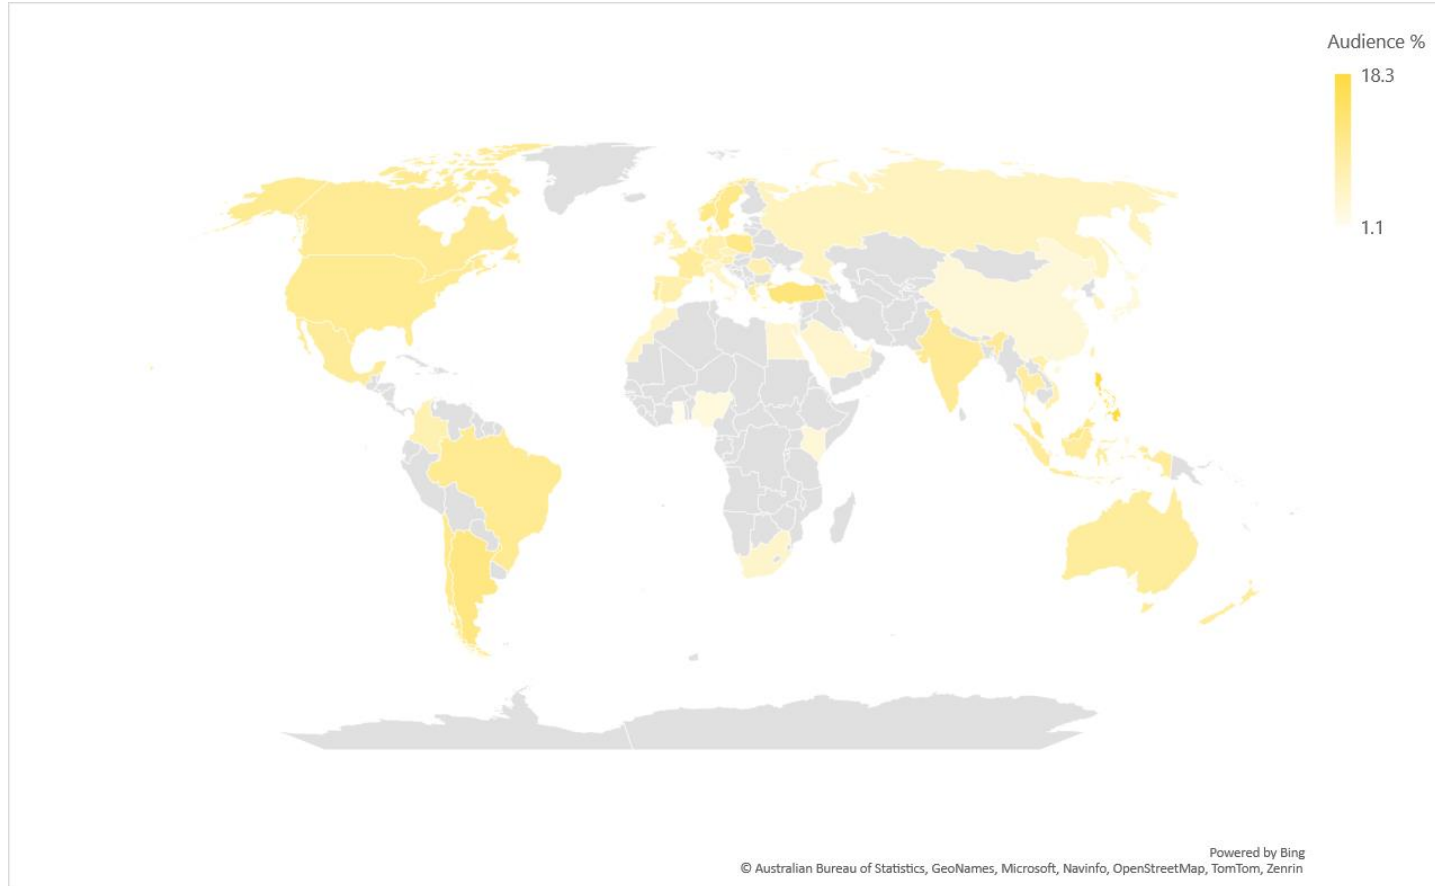 Audience %
18.3
1.1
Powered by Bing
© Australian Bureau of Statistics, GeoNames, Microsoft, Navinfo, OpenStreetMap, TomTom, Zenrin